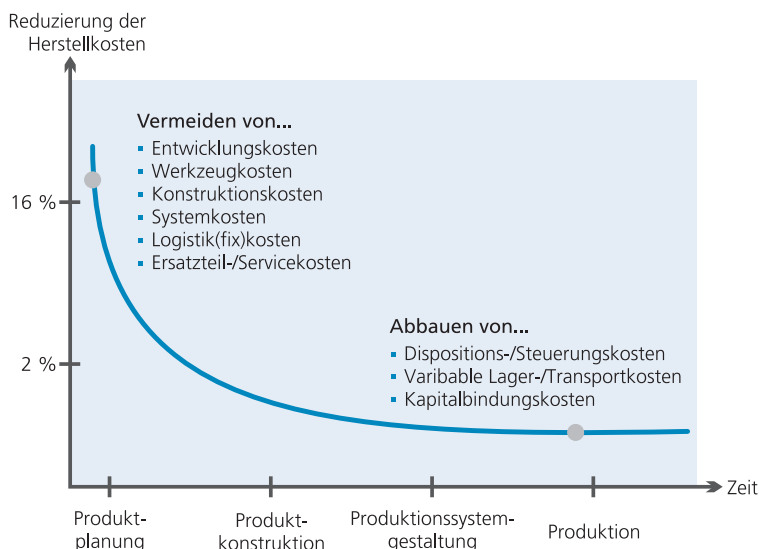 Reduzierung der
Herstellkosten
Vermeiden von...
▪ Entwicklungskosten
▪ Werkzeugkosten
▪ Konstruktionskosten
▪ Systemkosten
▪ Logistik(fix)kosten
▪ Ersatzteil-/Servicekosten
16 %
Abbauen von...
▪ Dispositions-/Steuerungskosten
▪ Varibable Lager-/Transportkosten
▪ Kapitalbindungskosten
2 %
Zeit
Produkt-
planung
Produkt-
konstruktion
Produktionssystem-
gestaltung
Produktion